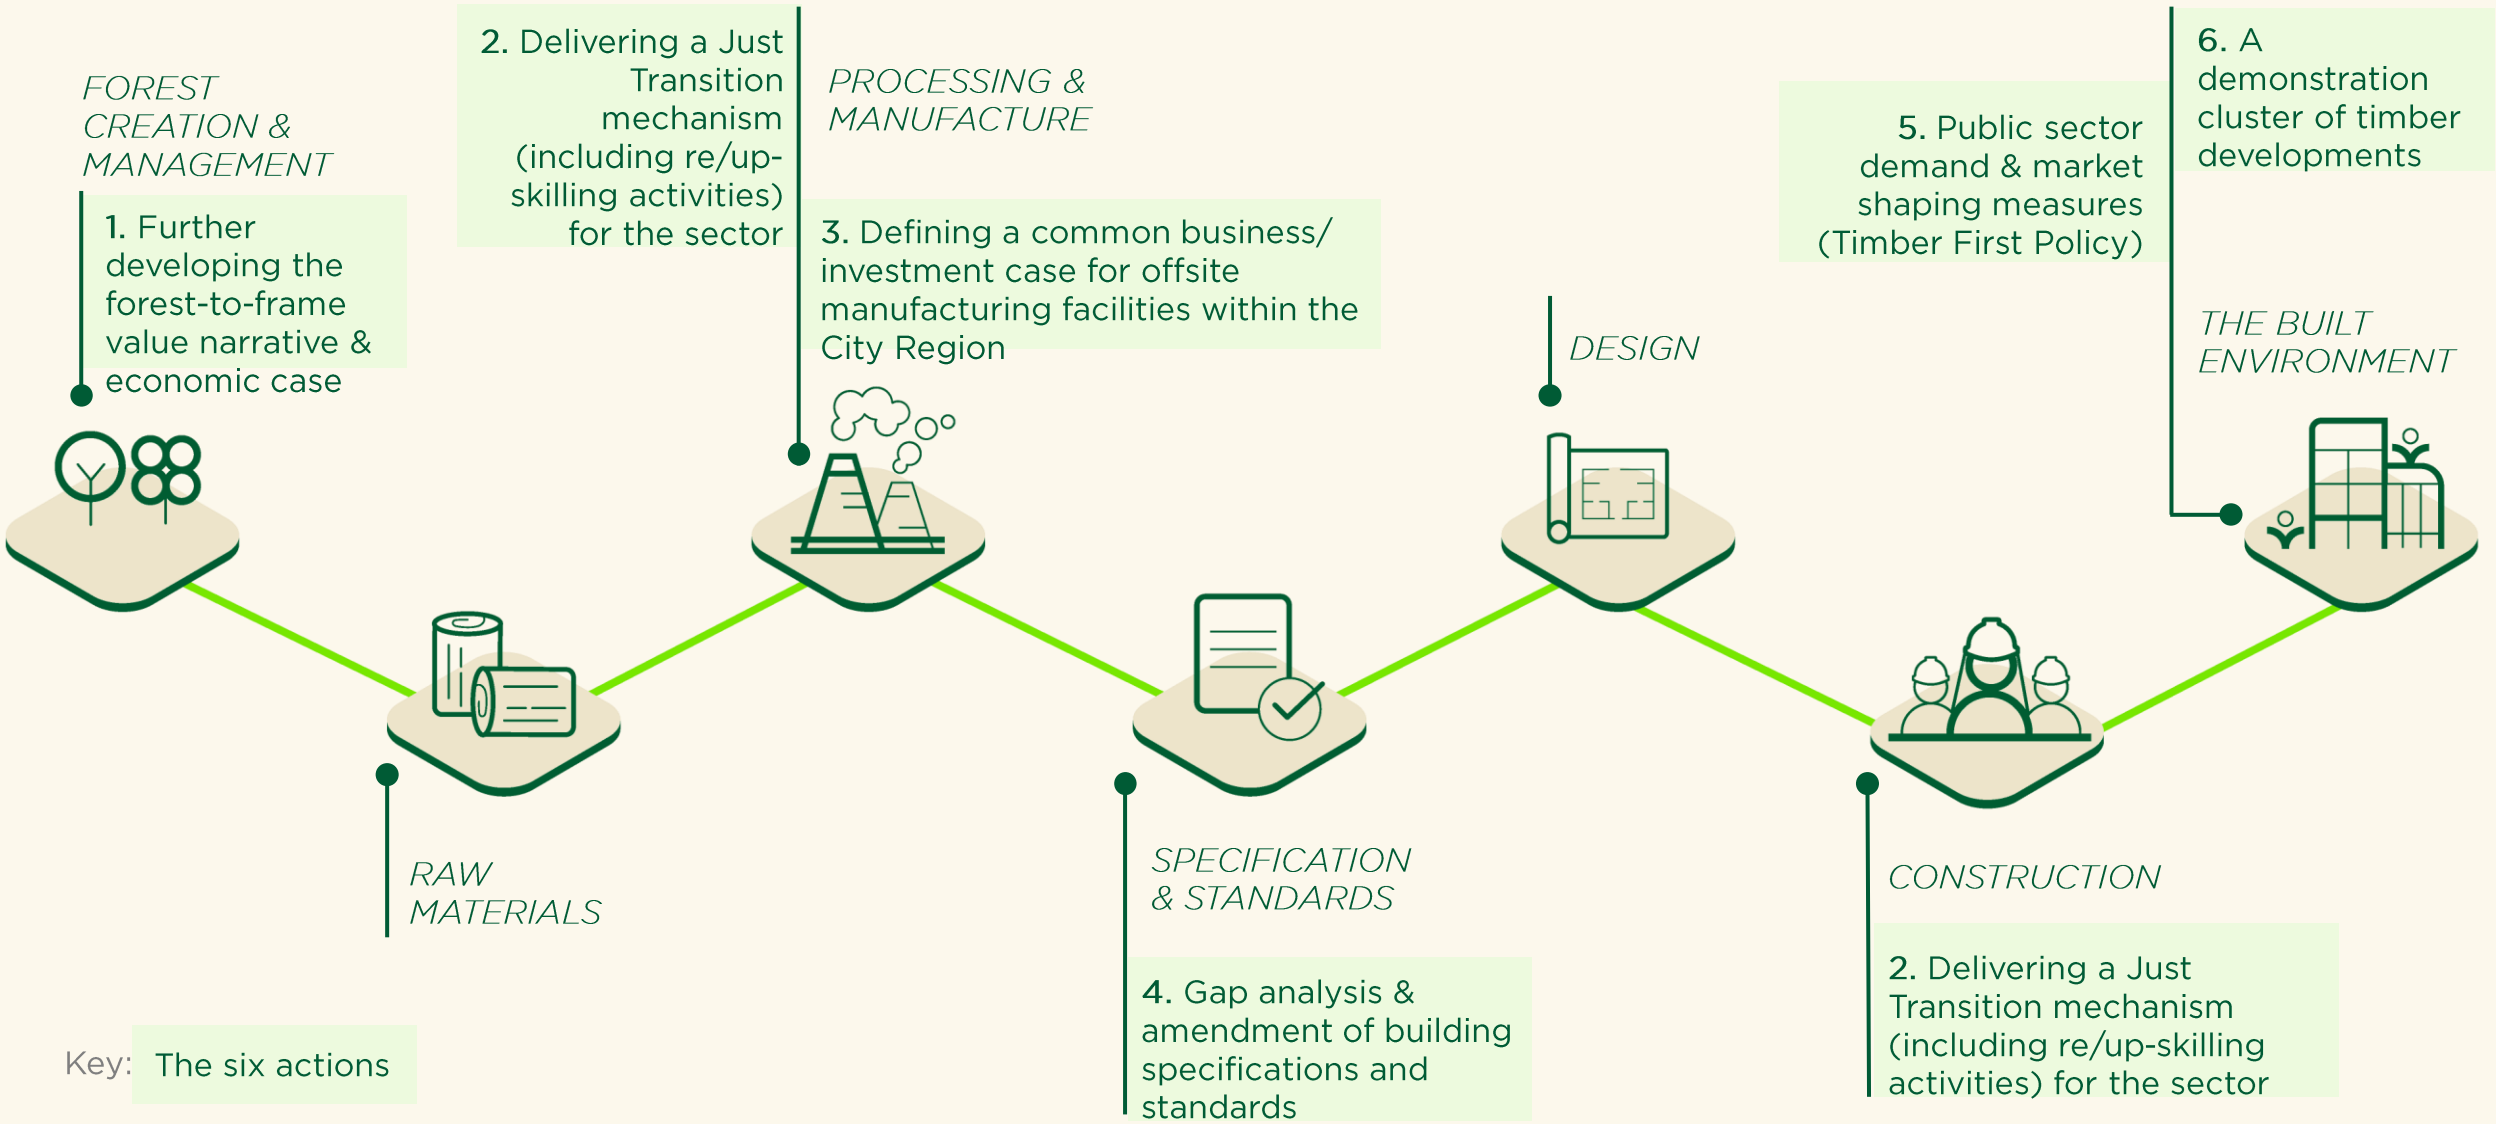 FOREST
CREATION &
MANAGEMENT
1. Further
developing the
forest-to-frame
value narrative &
economic case
2. Delivering a Just
Transition
mechanism
(including re/up-
skilling activities)
for the sector
PROCESSING &
MANUFACTURE
3. Defining a common business/
investment case for offsite
manufacturing facilities within the
City Region
DESIGN
5. Public sector
demand & market
shaping measures
(Timber First Policy)
6. A
demonstration
cluster of timber
developments
THE BUILT
ENVIRONMENT
RAW
MATERIALS
SPECIFICATION
& STANDARDS
4. Gap analysis &
amendment of building
specifications and
standards
CONSTRUCTION
2. Delivering a Just
Transition mechanism
(including re/up-skilling
activities) for the sector
Key: The six actions